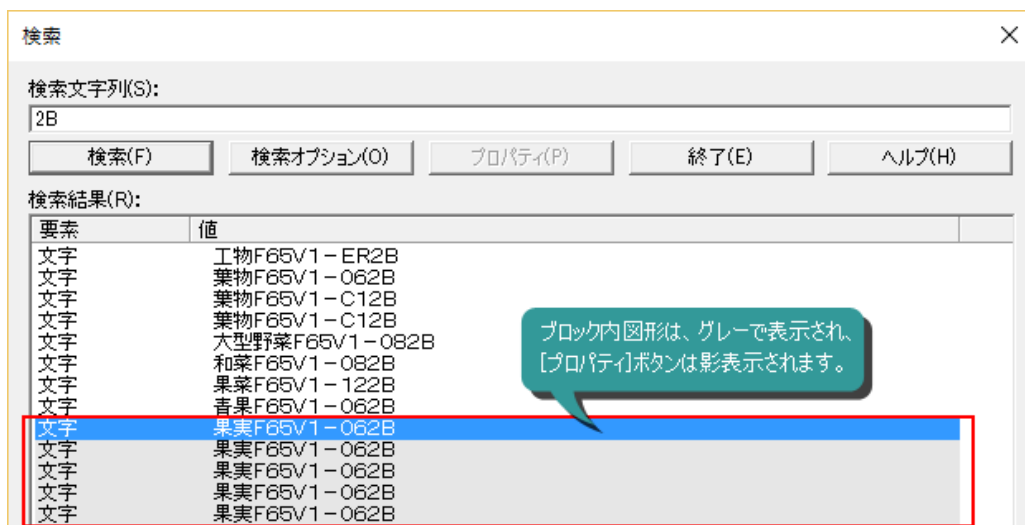 検索
検索文字列(S):
2B
検索(F) 検索オプション(O) プロパティ(P) 終了(E) ヘルプ(H)
検索結果(R):
要素 値
文字 工物F65V1-ER2B
文字 葉物F65V1-062B
文字 葉物F65V1-C12B
文字 葉物F65V1-C12B
文字 大型野菜F65V1-082B
文字 和菜F65V1-082B
文字 果菜F65V1-122B
文字 青果F65V1-062B
文字 果実F65V1-062B
文字 果実F65V1-062B
文字 果実F65V1-062B
文字 果実F65V1-062B
文字 果実F65V1-062B
ブロック内図形は、グレーで表示され、
[プロパティ]ボタンは影表示されます。